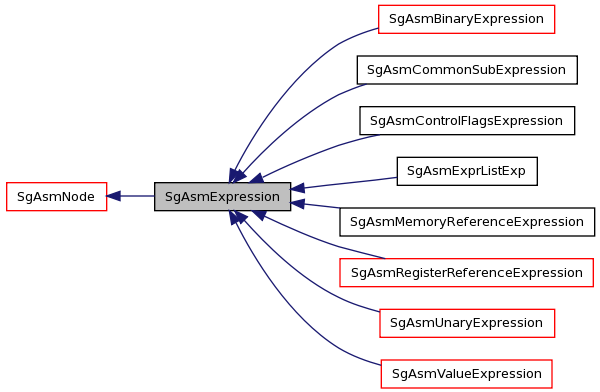 SgAsmBinaryExpression
SgAsmCommonSubExpression
SgAsmControlFlagsExpression
SgAsmExprListExp
SgAsmNode
SgAsmExpression
SgAsmMemoryReferenceExpression
SgAsmRegisterReferenceExpression
SgAsmUnaryExpression
SgAsmValueExpression